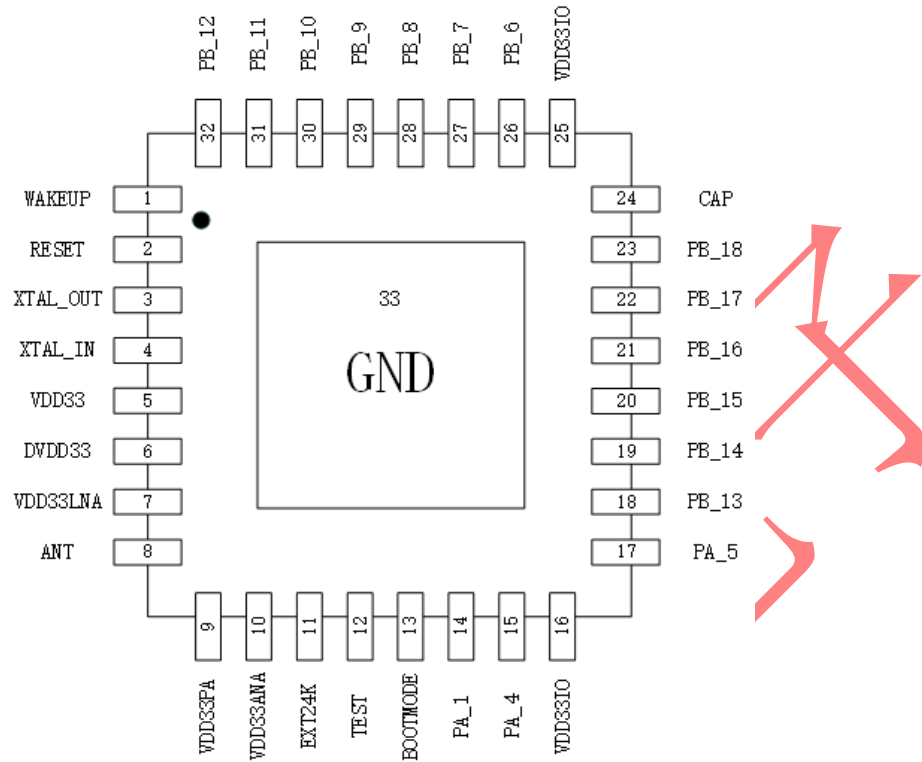 PB_12 PB_11 PB_10 PB_9 PB_8 PB_7 PB_6 VDD33IO
32 31 30 29 28 27 26 25
WAKEUP 1 24 CAP
RESET 2 23 PB_18
XTAL_OUT 3 33 22 PB_17
XTAL_IN 4 21 PB_16
GND
VDD33 5 20 PB_15
DVDD33 6 19 PB_14
VDD33LNA 7 18 PB_13
ANT 8 17 PA_5
9 10 11 12 13 14 15 16
VDD33PA VDD33ANA EXT24K TEST BOOTMODE PA_1 PA_4 VDD33IO